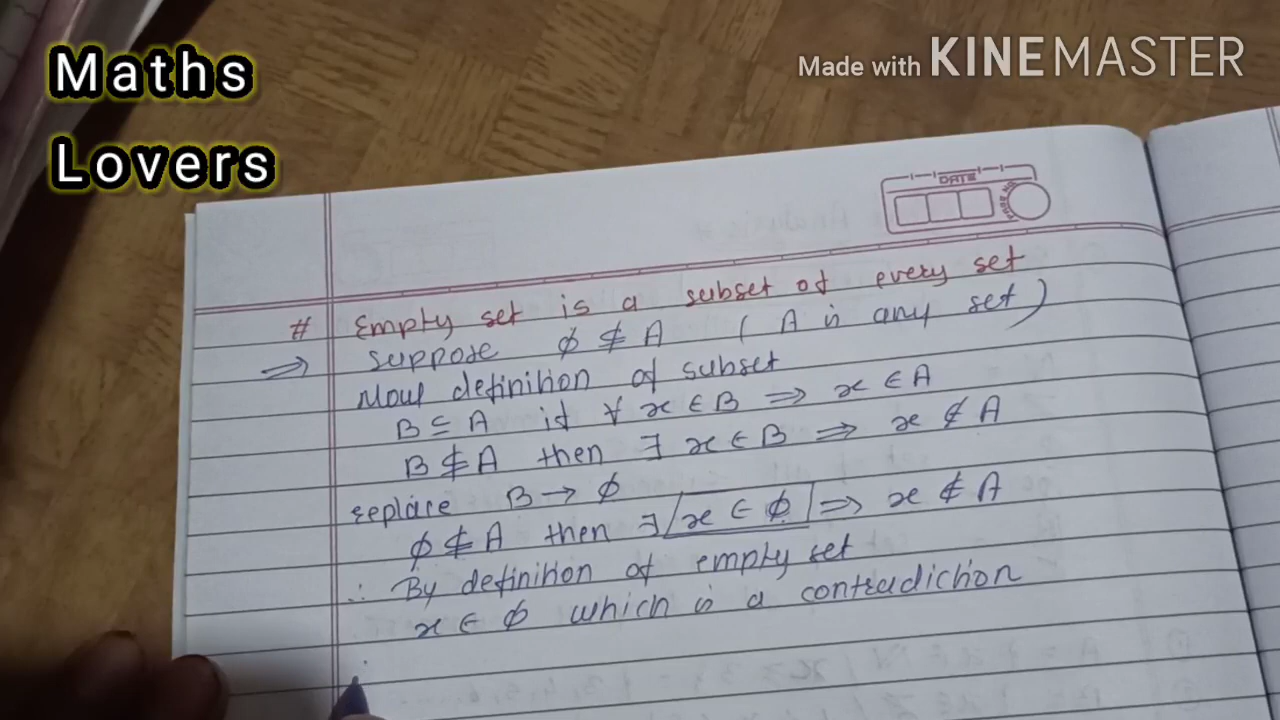 Maths
Lovers
Made with KINEMASTER
DATE
# Empty set is a subset of every set
⇒ suppose ϕ ⊈ A ( A is any set )
Now definition of subset
B ⊆ A if ∀ x ∈ B ⇒ x ∈ A
B ⊈ A then ∃ x ∈ B ⇒ x ∉ A
replace B → ϕ
ϕ ⊈ A then ∃ x ∈ ϕ ⇒ x ∉ A
∴ By definition of empty set
x ∈ ϕ which is a contradiction